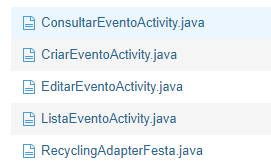 ConsultarEventoActivity.java
CriarEventoActivity.java
EditarEventoActivity.java
ListaEventoActivity.java
RecyclingAdapterFesta.java